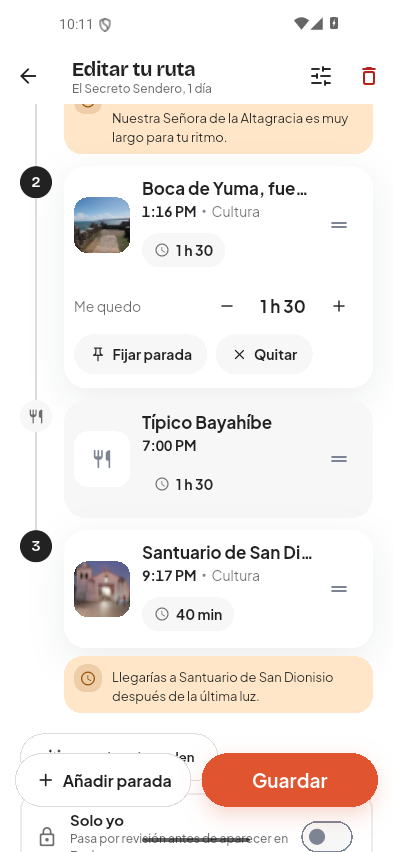 10:11
Editar tu ruta
El Secreto Sendero, 1 día
Nuestra Señora de la Altagracia es muy
largo para tu ritmo.
2
Boca de Yuma, fue…
1:16 PM • Cultura
1 h 30
Me quedo
1 h 30
Fijar parada
Quitar
Típico Bayahíbe
7:00 PM
1 h 30
3
Santuario de San Di…
9:17 PM • Cultura
40 min
Llegarías a Santuario de San Dionisio
después de la última luz.
Añadir parada
Guardar
Solo yo
Pasa por revisión antes de aparecer en